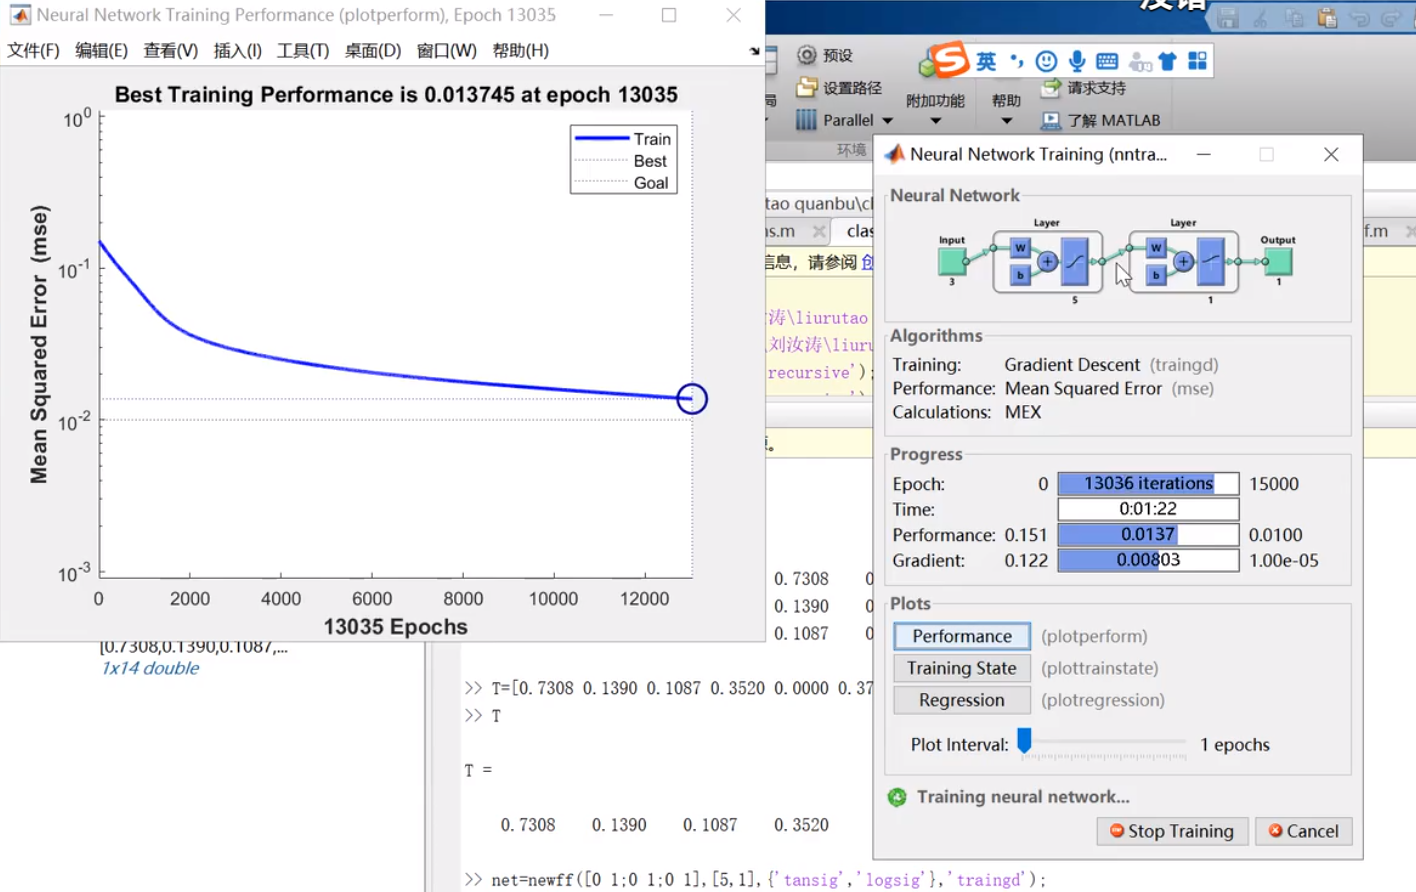 Neural Network Training Performance (plotperform), Epoch 13035
文件(F) 编辑(E) 查看(V) 插入(I) 工具(T) 桌面(D) 窗口(W) 帮助(H)
Best Training Performance is 0.013745 at epoch 13035
Train
Best
Goal
Mean Squared Error (mse)
10^0
10^-1
10^-2
10^-3
0 2000 4000 6000 8000 10000 12000
13035 Epochs
[0.7308,0.1390,0.1087,...
1x14 double
预设
设置路径
Parallel
附加功能
帮助
请求支持
了解 MATLAB
环境
英
tao quanbu\cl
ns.m
clas
f.m
信息，请参阅
涛\liurutao
刘汝涛\liuru
recursive');
0.7308
0.1390
0.1087
>> T=[0.7308 0.1390 0.1087 0.3520 0.0000 0.37
>> T
T =
0.7308 0.1390 0.1087 0.3520
>> net=newff([0 1;0 1;0 1],[5,1],{'tansig','logsig'},'traingd');
Neural Network Training (nntra...
Neural Network
Layer Layer
Input Output
W W
b b
3 5 1 1
Algorithms
Training: Gradient Descent (traingd)
Performance: Mean Squared Error (mse)
Calculations: MEX
Progress
Epoch: 0 13036 iterations 15000
Time: 0:01:22
Performance: 0.151 0.0137 0.0100
Gradient: 0.122 0.00803 1.00e-05
Plots
Performance (plotperform)
Training State (plottrainstate)
Regression (plotregression)
Plot Interval: 1 epochs
Training neural network...
Stop Training Cancel